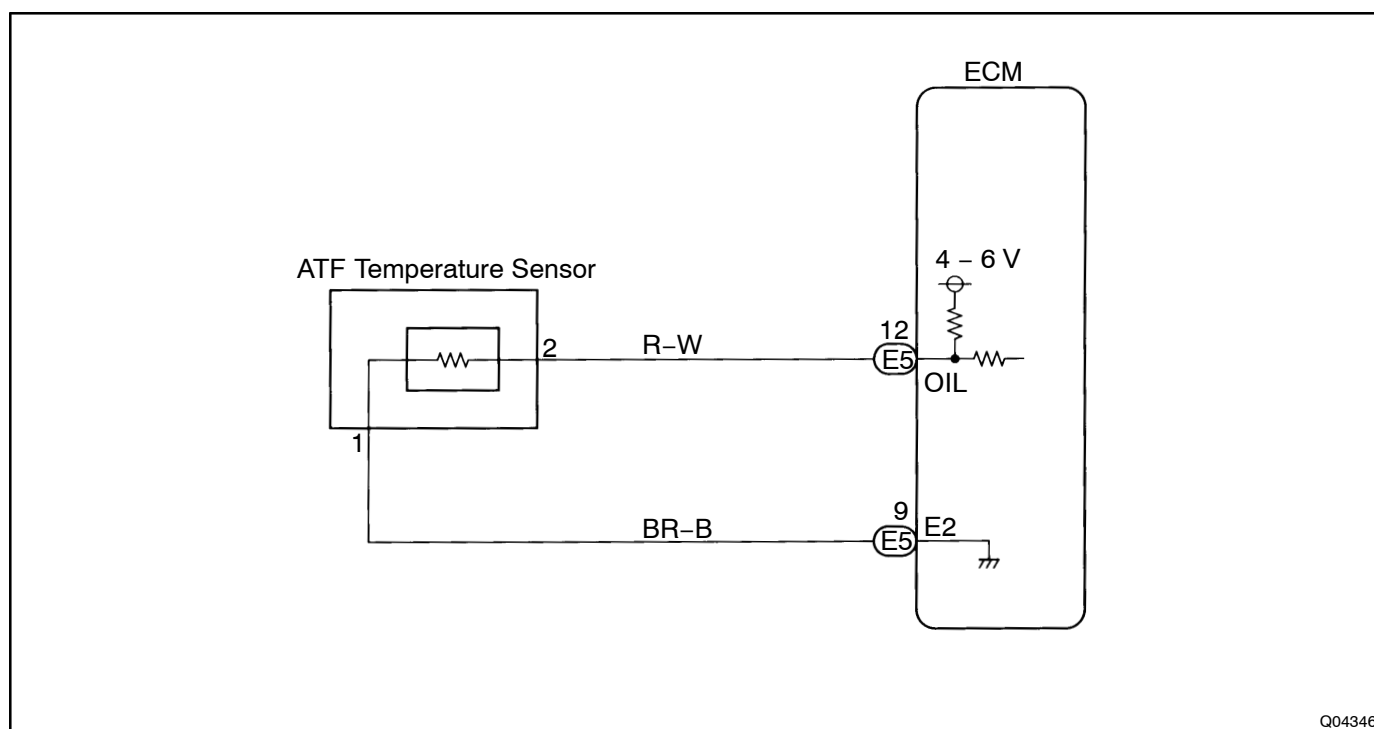 ECM
4 – 6 V
ATF Temperature Sensor
2
R–W
12
E5
OIL
1
BR–B
9
E5
E2
Q04346